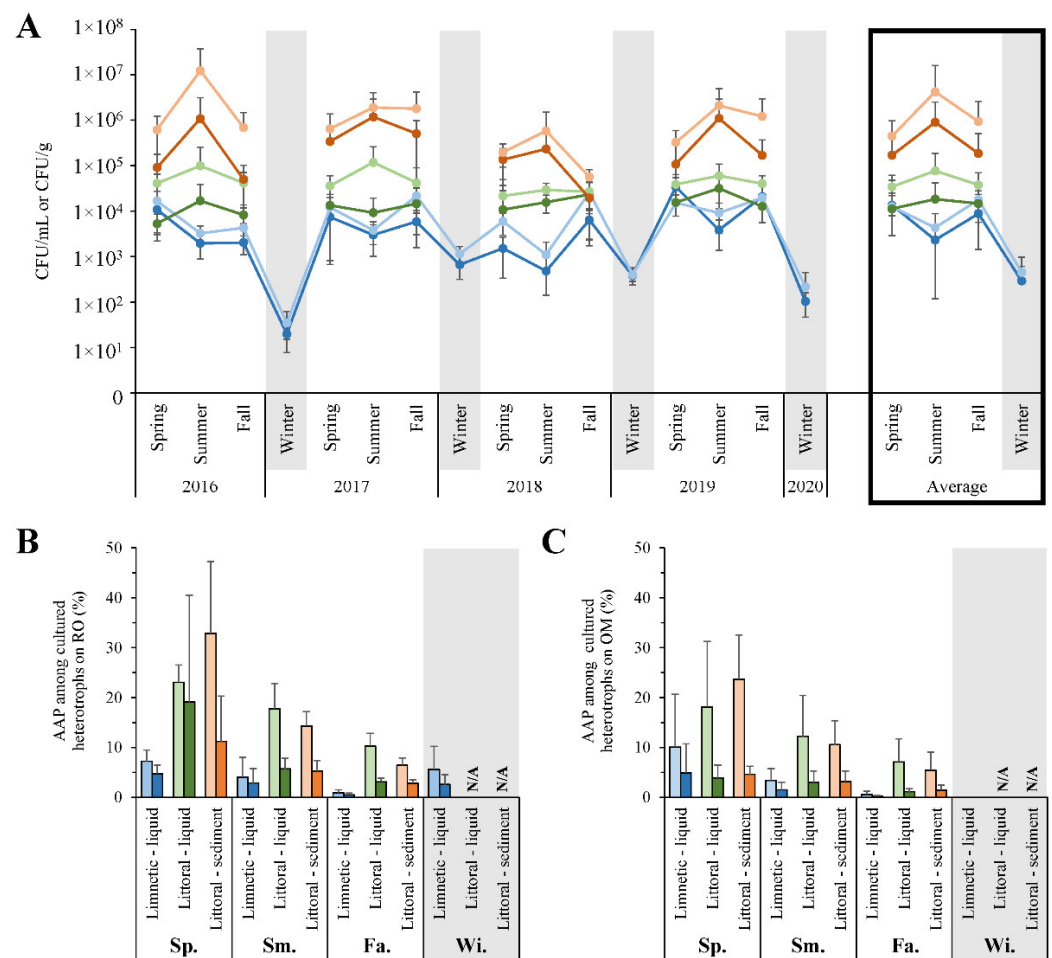 A
CFU/mL or CFU/g
1×10⁸
1×10⁷
1×10⁶
1×10⁵
1×10⁴
1×10³
1×10²
1×10¹
0
Spring
Summer
Fall
Winter
Spring
Summer
Fall
Winter
Spring
Summer
Fall
Winter
Spring
Summer
Fall
Winter
Spring
Summer
Fall
Winter
2016
2017
2018
2019
2020
Average
B
AAP among cultured
heterotrophs on RO (%)
50
40
30
20
10
0
N/A
N/A
Limnetic - liquid
Littoral - liquid
Littoral - sediment
Limnetic - liquid
Littoral - liquid
Littoral - sediment
Limnetic - liquid
Littoral - liquid
Littoral - sediment
Limnetic - liquid
Littoral - liquid
Littoral - sediment
Sp.
Sm.
Fa.
Wi.
C
AAP among cultured
heterotrophs on OM (%)
50
40
30
20
10
0
N/A
N/A
Limnetic - liquid
Littoral - liquid
Littoral - sediment
Limnetic - liquid
Littoral - liquid
Littoral - sediment
Limnetic - liquid
Littoral - liquid
Littoral - sediment
Limnetic - liquid
Littoral - liquid
Littoral - sediment
Sp.
Sm.
Fa.
Wi.